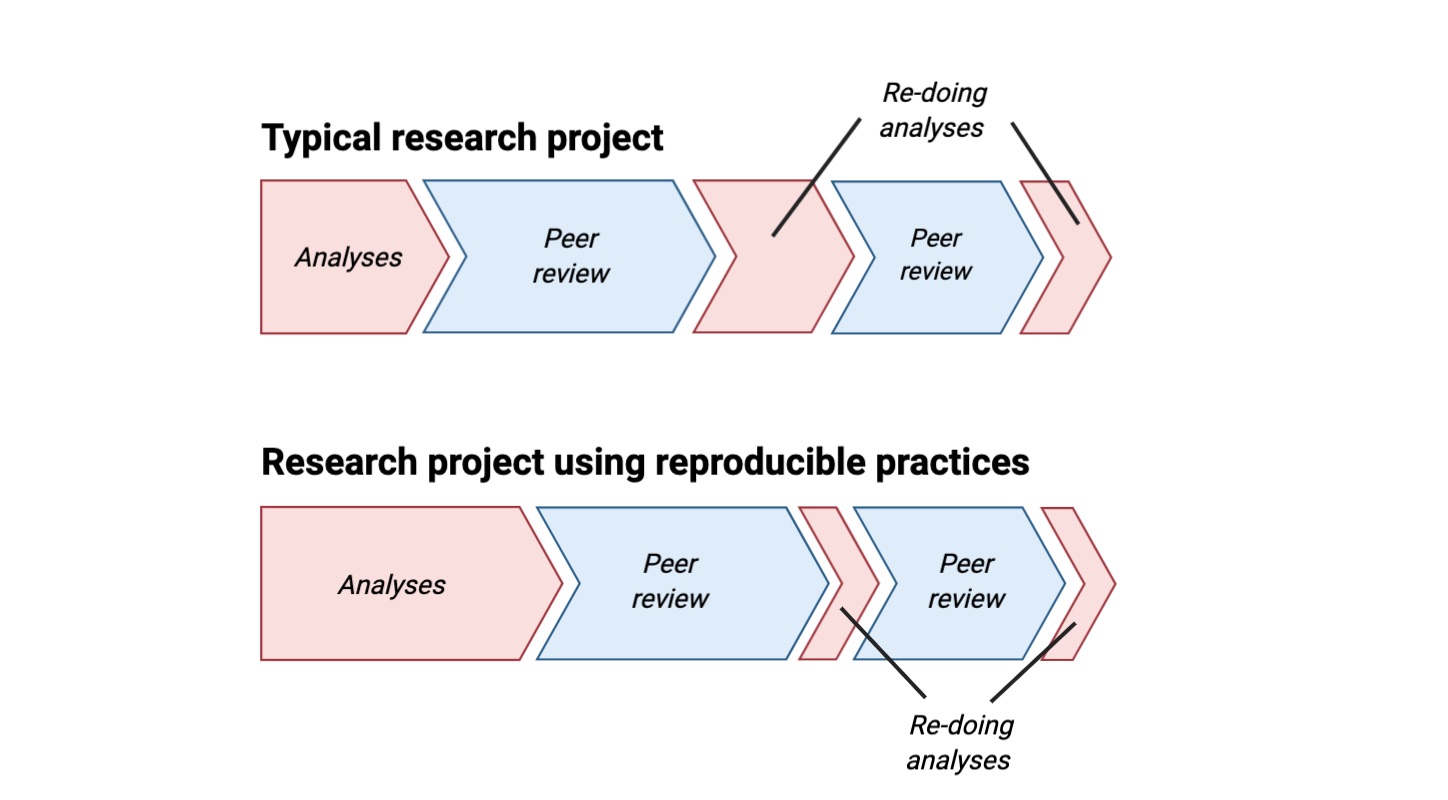 Re-doing
analyses
Typical research project
Analyses
Peer
review
Peer
review
Research project using reproducible practices
Analyses
Peer
review
Peer
review
Re-doing
analyses